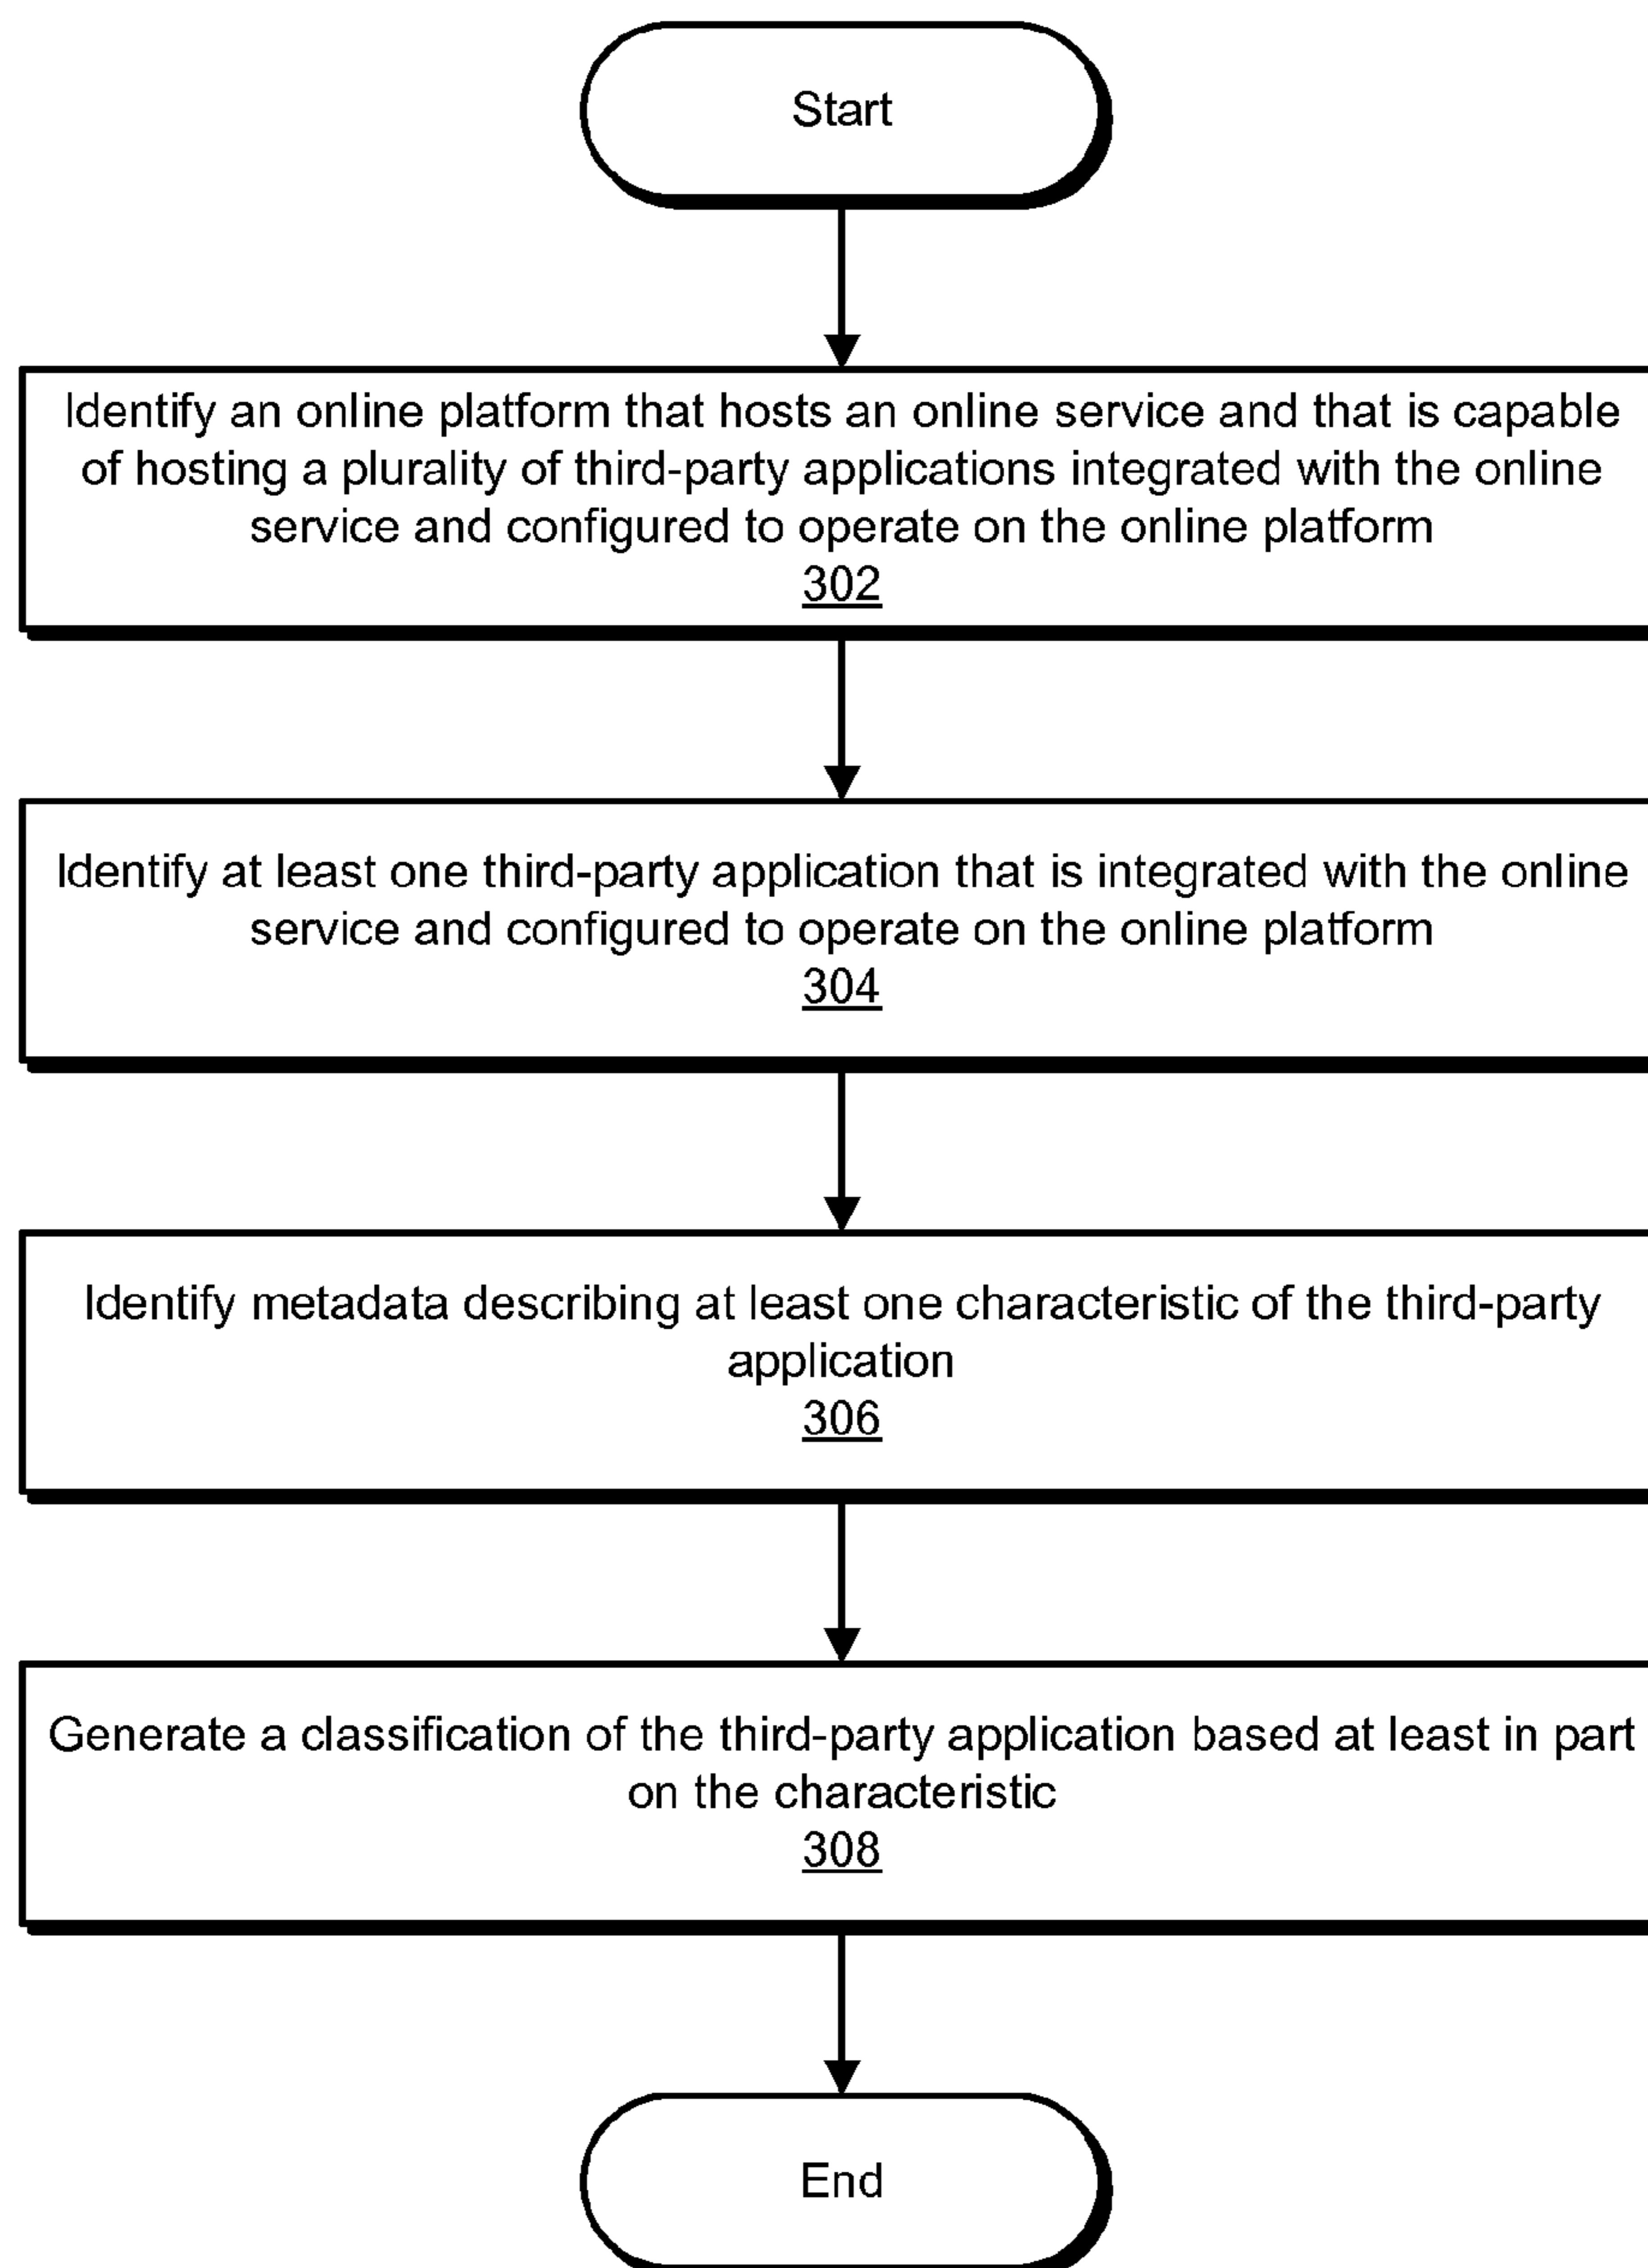 Start
Identify an online platform that hosts an online service and that is capable
of hosting a plurality of third-party applications integrated with the online
service and configured to operate on the online platform
302
Identify at least one third-party application that is integrated with the online
service and configured to operate on the online platform
304
Identify metadata describing at least one characteristic of the third-party
application
306
Generate a classification of the third-party application based at least in part
on the characteristic
308
End